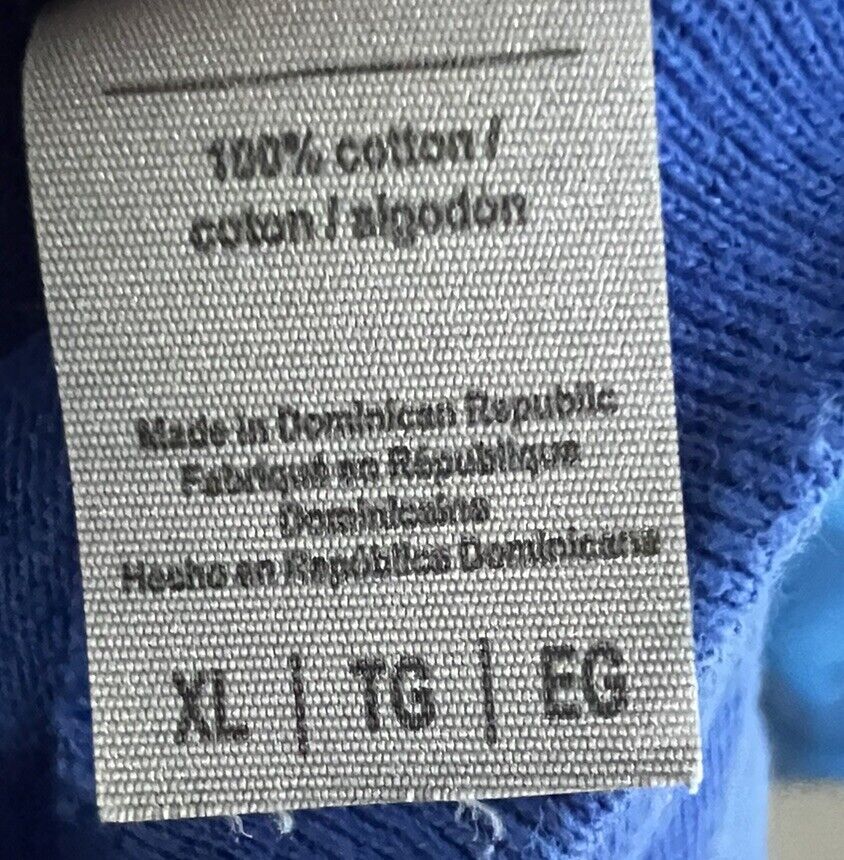 100% cotton /
coton / algodon
Made in Dominican Republic
Fabriqué en République
Dominicaine
Hecho en República Dominicana
XL | TG | EG